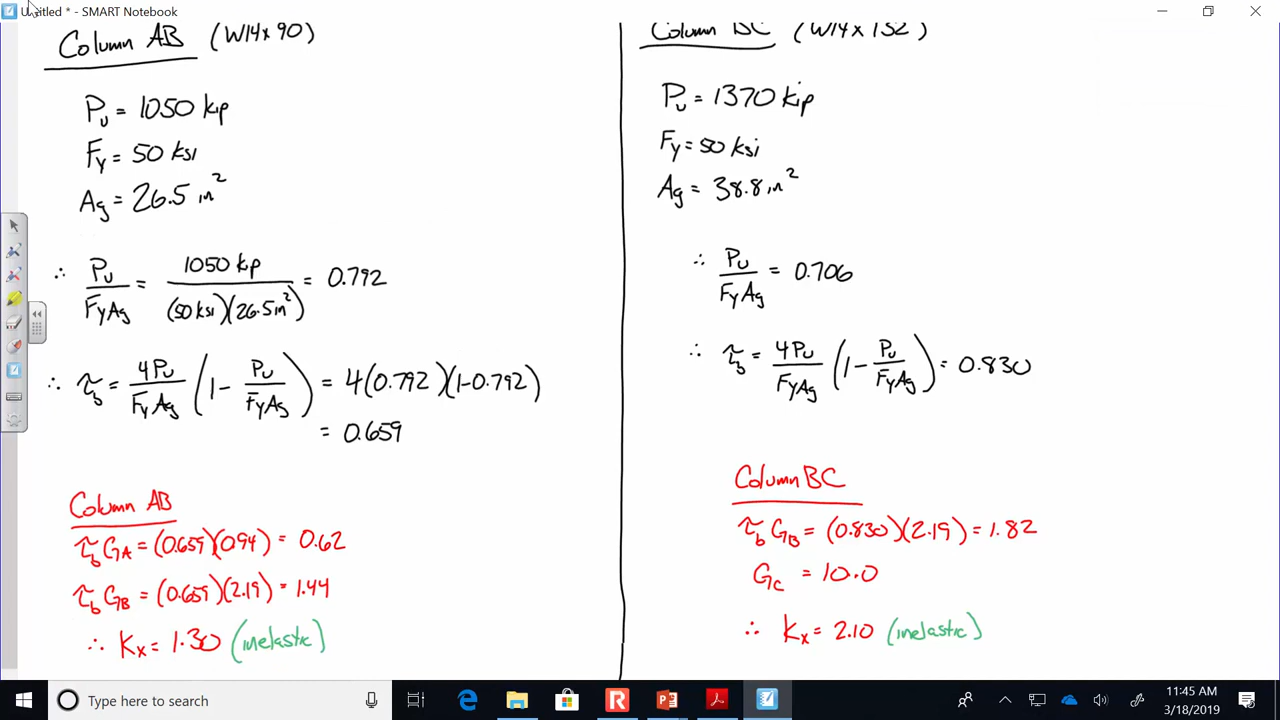 Untitled * - SMART Notebook
Column AB (W14x90)
Pu = 1050 kip
Fy = 50 ksi
Ag = 26.5 in²
∴ Pu / FyAg = 1050 kip / (50 ksi)(26.5 in²) = 0.792
∴ τb = 4Pu / FyAg (1 - Pu / FyAg) = 4(0.792)(1-0.792)
= 0.659
Column AB
τb GA = (0.659)(0.94) = 0.62
τb GB = (0.659)(2.19) = 1.44
∴ Kx = 1.30 (inelastic)
Column BC (W14x132)
Pu = 1370 kip
Fy = 50 ksi
Ag = 38.8 in²
∴ Pu / FyAg = 0.706
∴ τb = 4Pu / FyAg (1 - Pu / FyAg) = 0.830
Column BC
τb GB = (0.830)(2.19) = 1.82
Gc = 10.0
∴ Kx = 2.10 (inelastic)
Type here to search
11:45 AM
3/18/2019